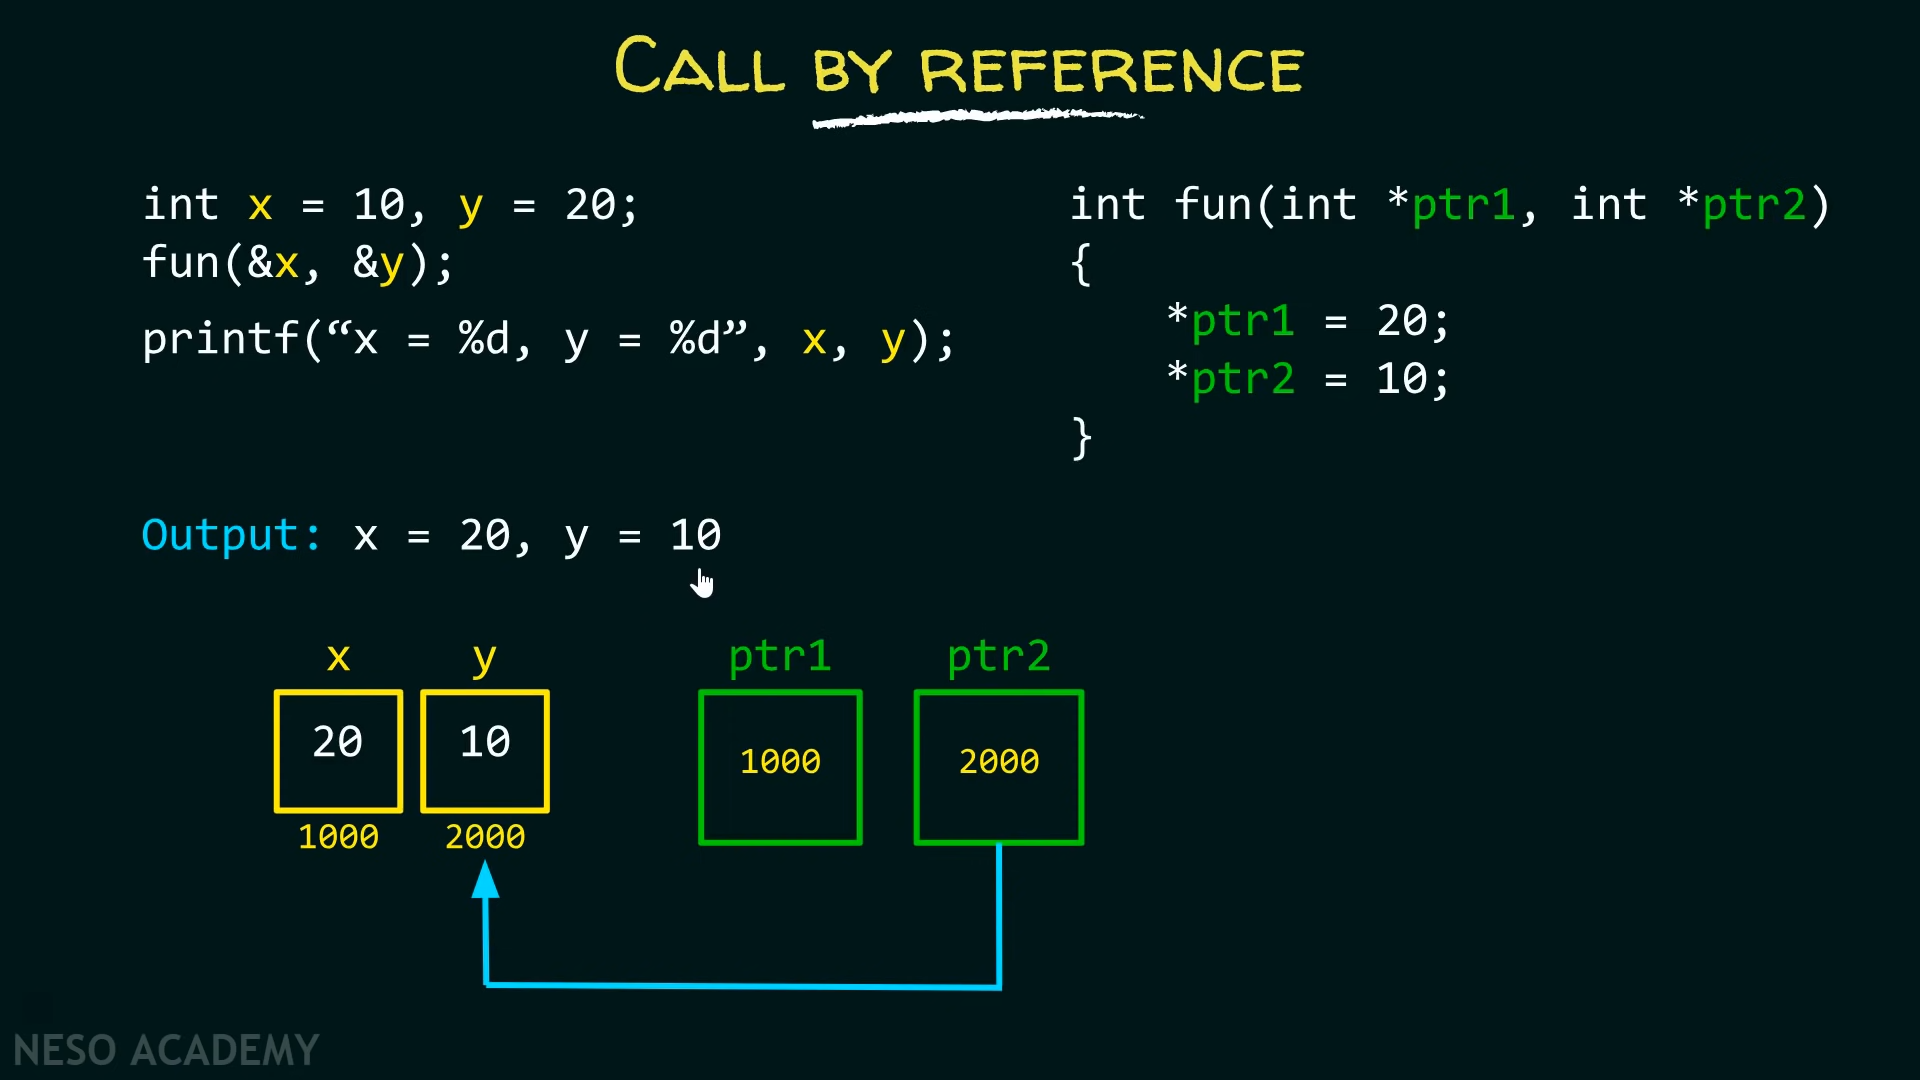 CALL BY REFERENCE
int x = 10, y = 20;
fun(&x, &y);
printf(“x = %d, y = %d”, x, y);
int fun(int *ptr1, int *ptr2)
{
*ptr1 = 20;
*ptr2 = 10;
}
Output: x = 20, y = 10
x y ptr1 ptr2
20 10 1000 2000
1000 2000
NESO ACADEMY